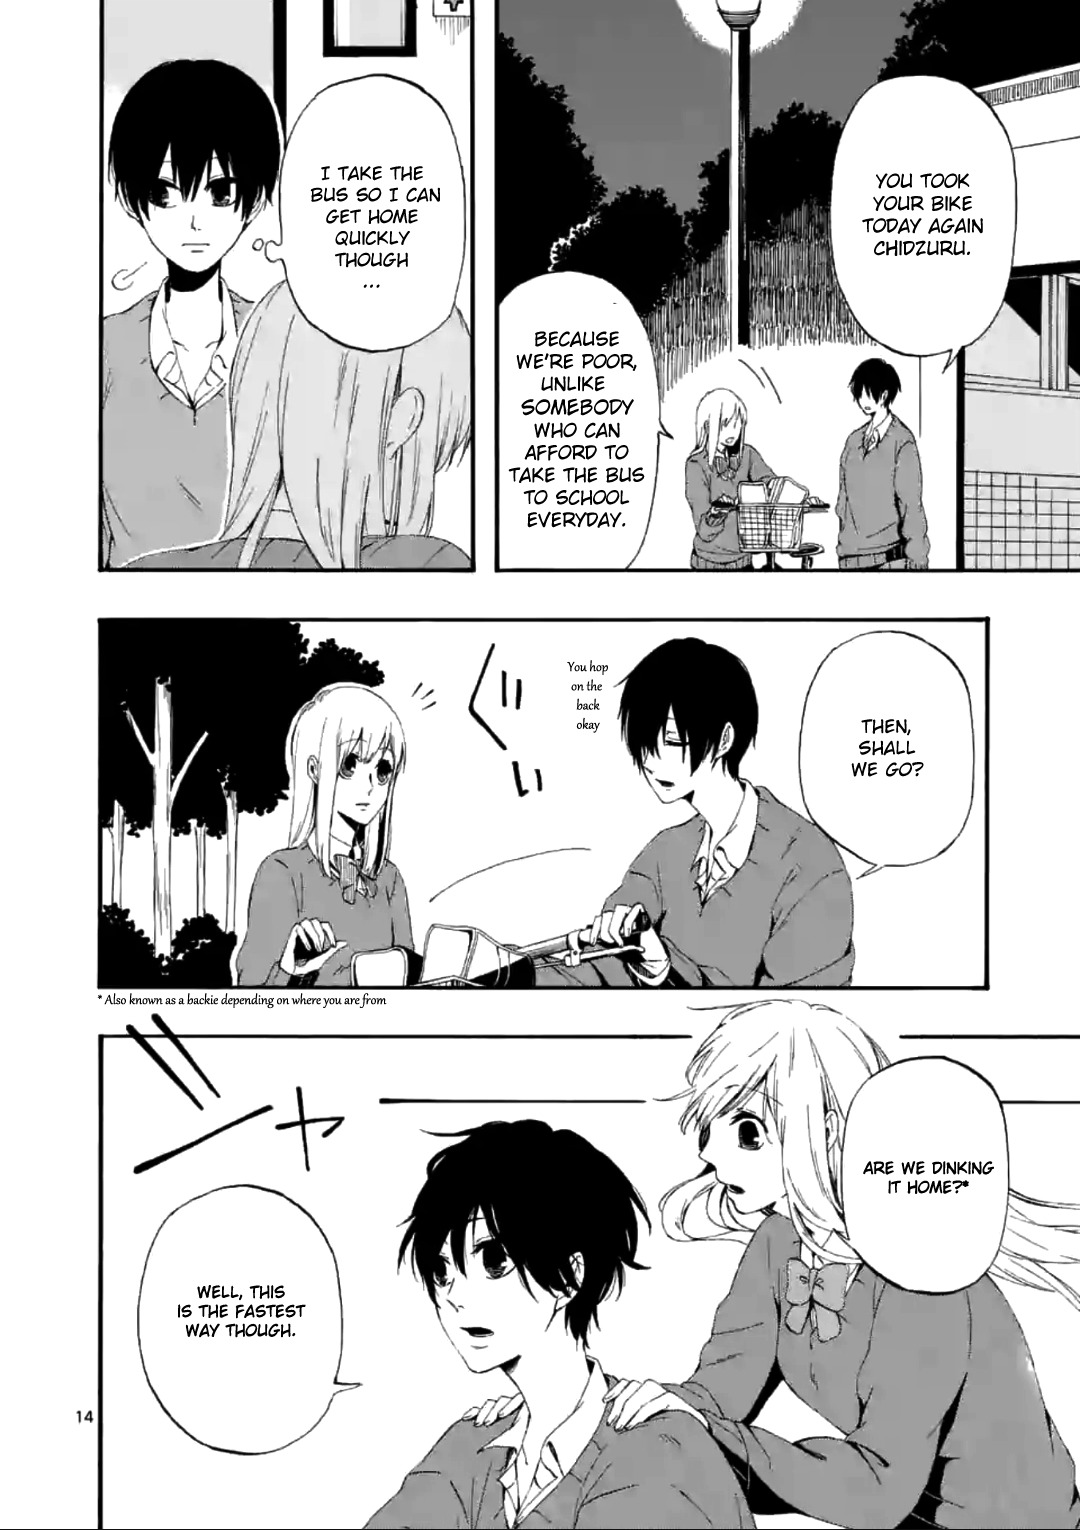 YOU TOOK
YOUR BIKE
TODAY AGAIN
CHIDZURU.
BECAUSE
WE'RE POOR,
UNLIKE
SOMEBODY
WHO CAN
AFFORD TO
TAKE THE BUS
TO SCHOOL
EVERYDAY.
I TAKE THE
BUS SO I CAN
GET HOME
QUICKLY
THOUGH
...
THEN,
SHALL
WE GO?
You hop
on the
back
okay
* Also known as a backie depending on where you are from
ARE WE DINKING
IT HOME?*
WELL, THIS
IS THE FASTEST
WAY THOUGH.
14